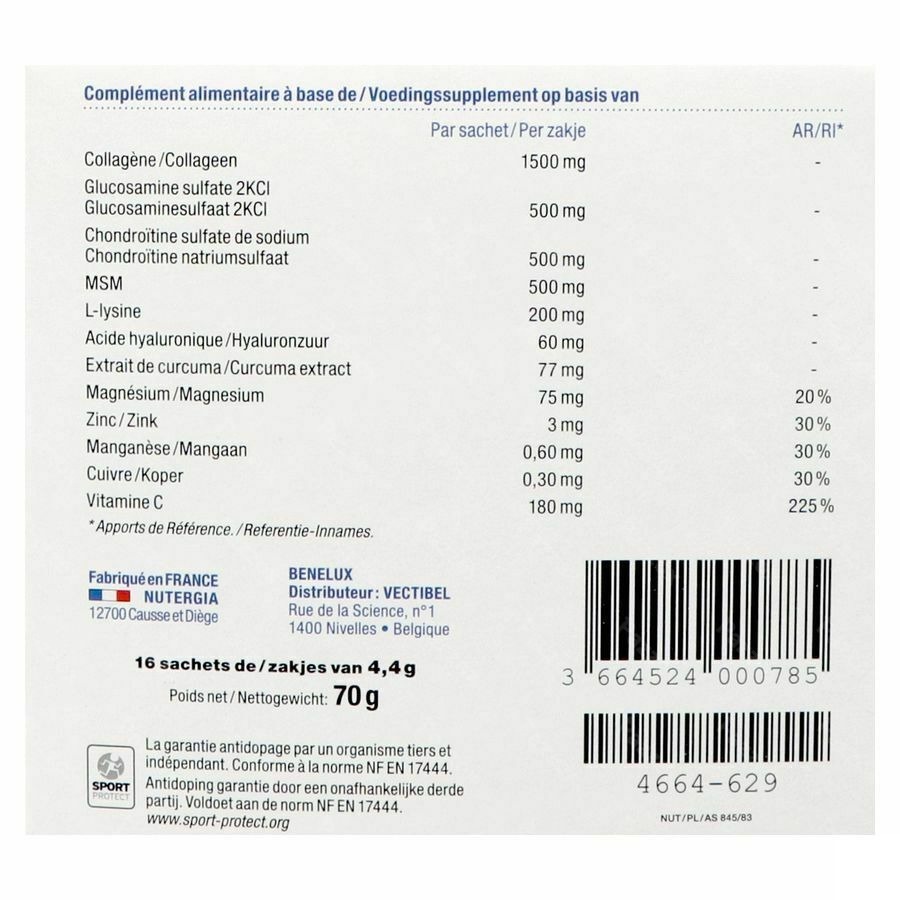 Complément alimentaire à base de / Voedingssupplement op basis van
Par sachet / Per zakje AR/RI*
Collagène / Collageen 1500 mg -
Glucosamine sulfate 2KCl
Glucosaminesulfaat 2KCl 500 mg -
Chondroïtine sulfate de sodium
Chondroïtine natriumsulfaat 500 mg -
MSM 500 mg -
L-lysine 200 mg -
Acide hyaluronique / Hyaluronzuur 60 mg -
Extrait de curcuma / Curcuma extract 77 mg -
Magnésium / Magnesium 75 mg 20 %
Zinc / Zink 3 mg 30 %
Manganèse / Mangaan 0,60 mg 30 %
Cuivre / Koper 0,30 mg 30 %
Vitamine C 180 mg 225 %
* Apports de Référence. / Referentie-Innames.
Fabriqué en FRANCE
NUTERGIA
12700 Causse et Diège
BENELUX
Distributeur : VECTIBEL
Rue de la Science, n°1
1400 Nivelles • Belgique
16 sachets de / zakjes van 4,4 g
Poids net / Nettogewicht: 70 g
3 664524 000785
4664-629
NUT/PL/AS 845/83
SPORT
PROTECT
La garantie antidopage par un organisme tiers et
indépendant. Conforme à la norme NF EN 17444.
Antidoping garantie door een onafhankelijke derde
partij. Voldoet aan de norm NF EN 17444.
www.sport-protect.org